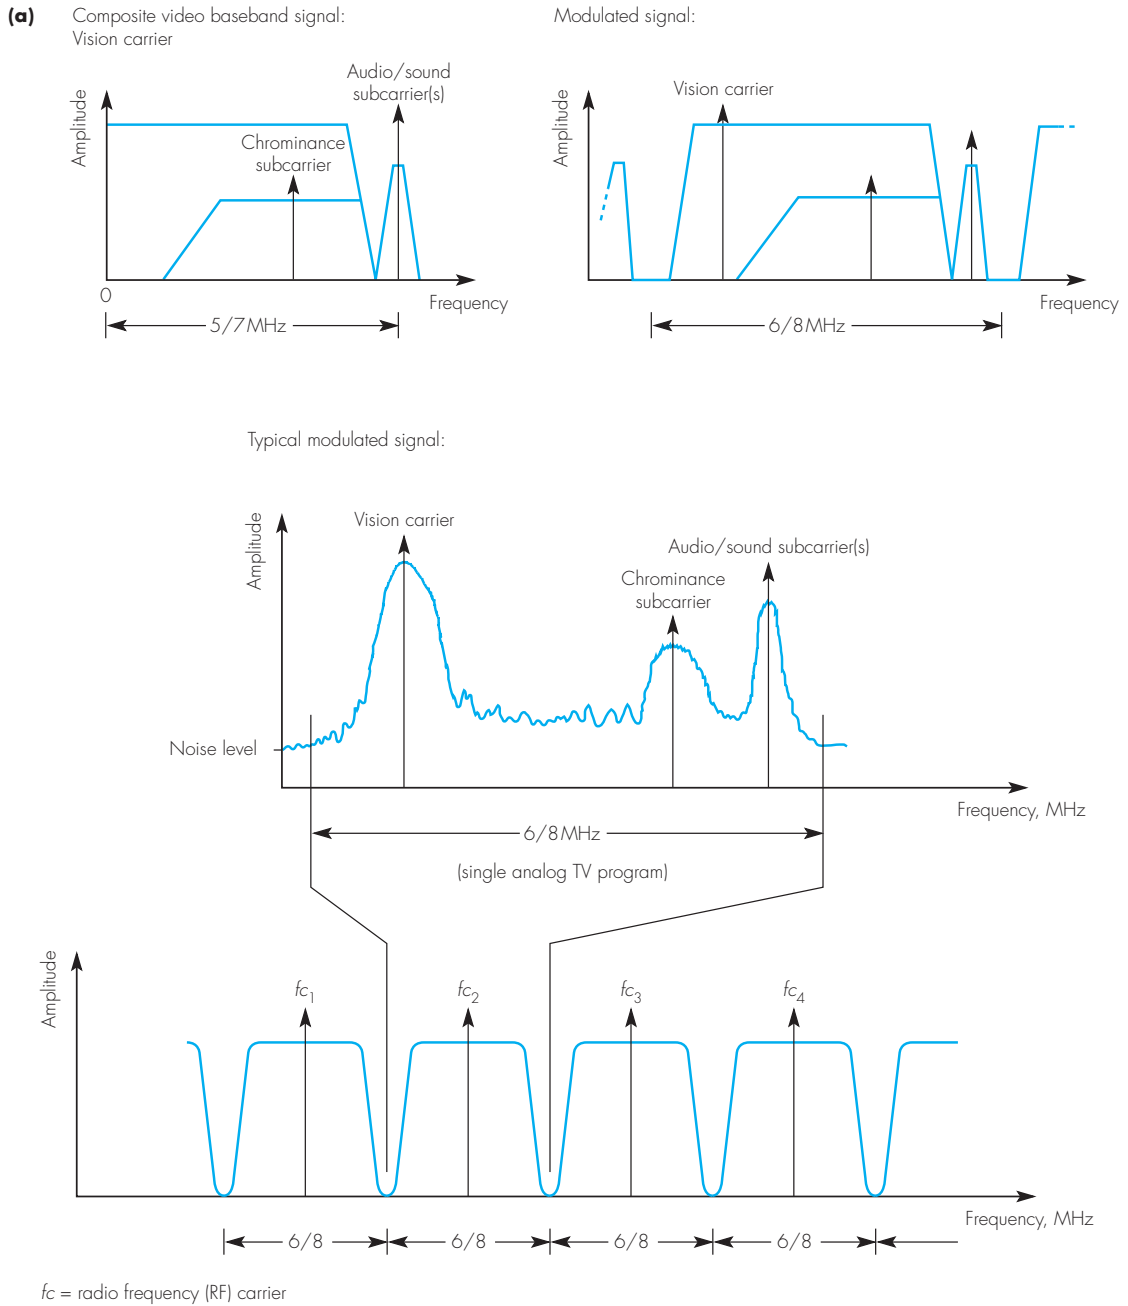 (a)
Composite video baseband signal:
Vision carrier
Amplitude
Audio/sound
subcarrier(s)
Chrominance
subcarrier
0
Frequency
5/7MHz
Modulated signal:
Amplitude
Vision carrier
Frequency
6/8MHz
Typical modulated signal:
Amplitude
Vision carrier
Audio/sound subcarrier(s)
Chrominance
subcarrier
Noise level
Frequency, MHz
6/8MHz
(single analog TV program)
Amplitude
fc1
fc2
fc3
fc4
Frequency, MHz
6/8
6/8
6/8
6/8
fc = radio frequency (RF) carrier